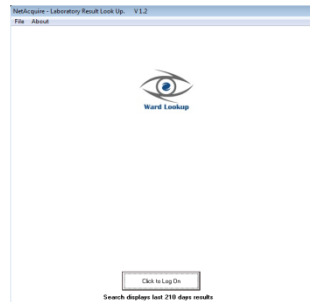 NetAcquire - Laboratory Result Look Up. V 1.2
File About
Ward Lookup
Click to Log On
Search displays last 210 days results